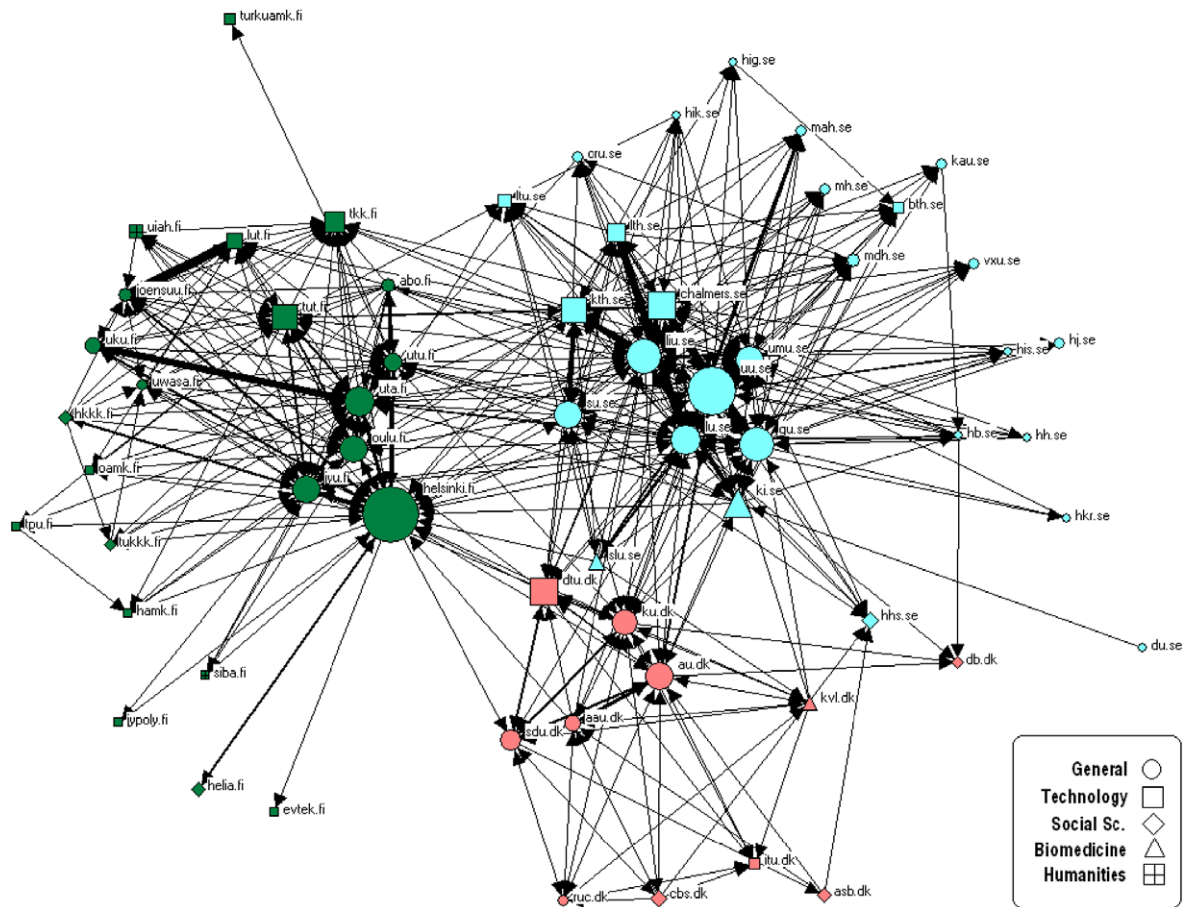 turkuamk.fi
hig.se
hik.se
mah.se
oru.se
kau.se
mh.se
ltu.se
bth.se
tkk.fi
uiah.fi
lut.fi
lth.se
mdh.se
vxu.se
abo.fi
joensuu.fi
chalmers.se
kth.se
tut.fi
uku.fi
liu.se
umu.se
hj.se
his.se
utu.fi
uu.se
uwasa.fi
uta.fi
su.se
hkkk.fi
lu.se
gu.se
hb.se
hh.se
oulu.fi
oamk.fi
jyu.fi
helsinki.fi
ki.se
hkr.se
tpu.fi
tukkk.fi
slu.se
dtu.dk
hamk.fi
ku.dk
hhs.se
du.se
db.dk
au.dk
siba.fi
kvl.dk
jypoly.fi
aau.dk
sdu.dk
helia.fi
evtek.fi
itu.dk
ruc.dk
cbs.dk
asb.dk
General
Technology
Social Sc.
Biomedicine
Humanities